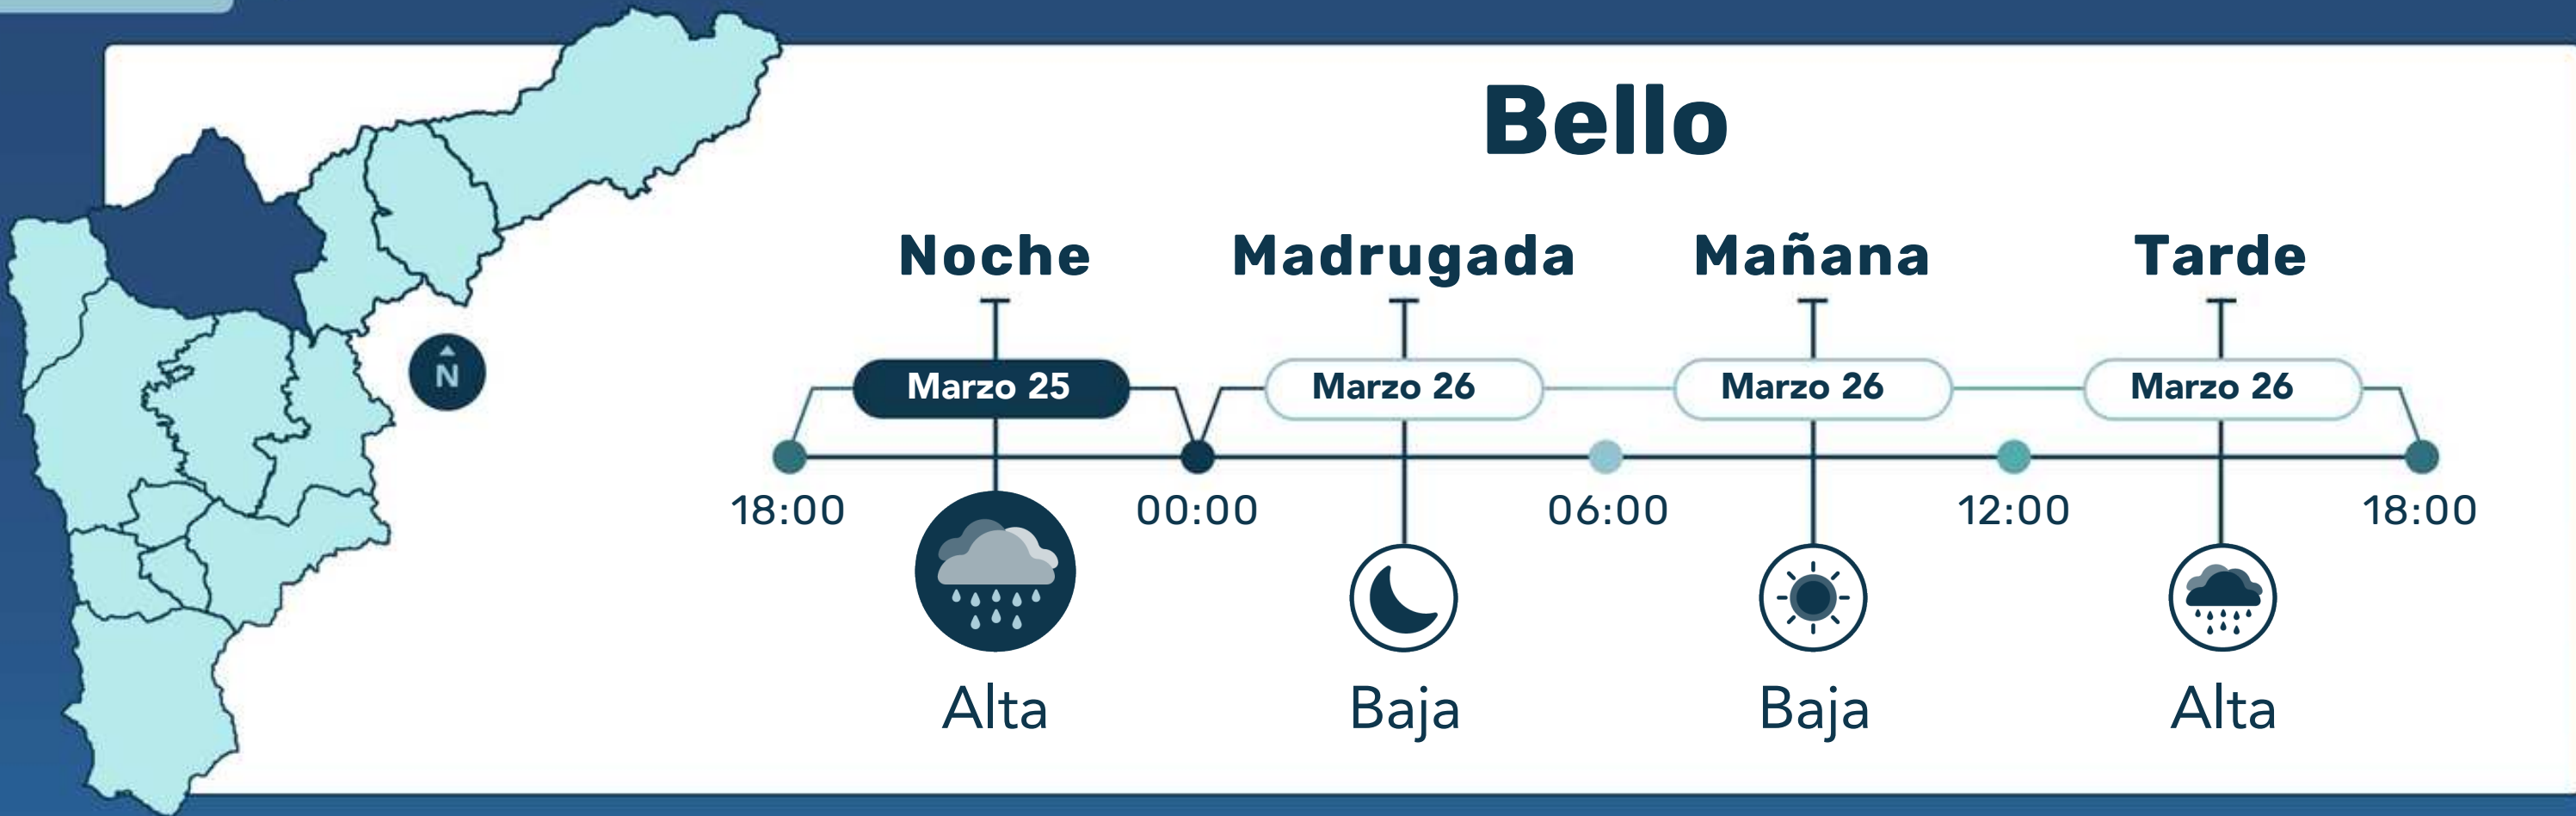 Bello
Noche Madrugada Mañana Tarde
Marzo 25 Marzo 26 Marzo 26 Marzo 26
N
18:00 00:00 06:00 12:00 18:00
Alta Baja Baja Alta